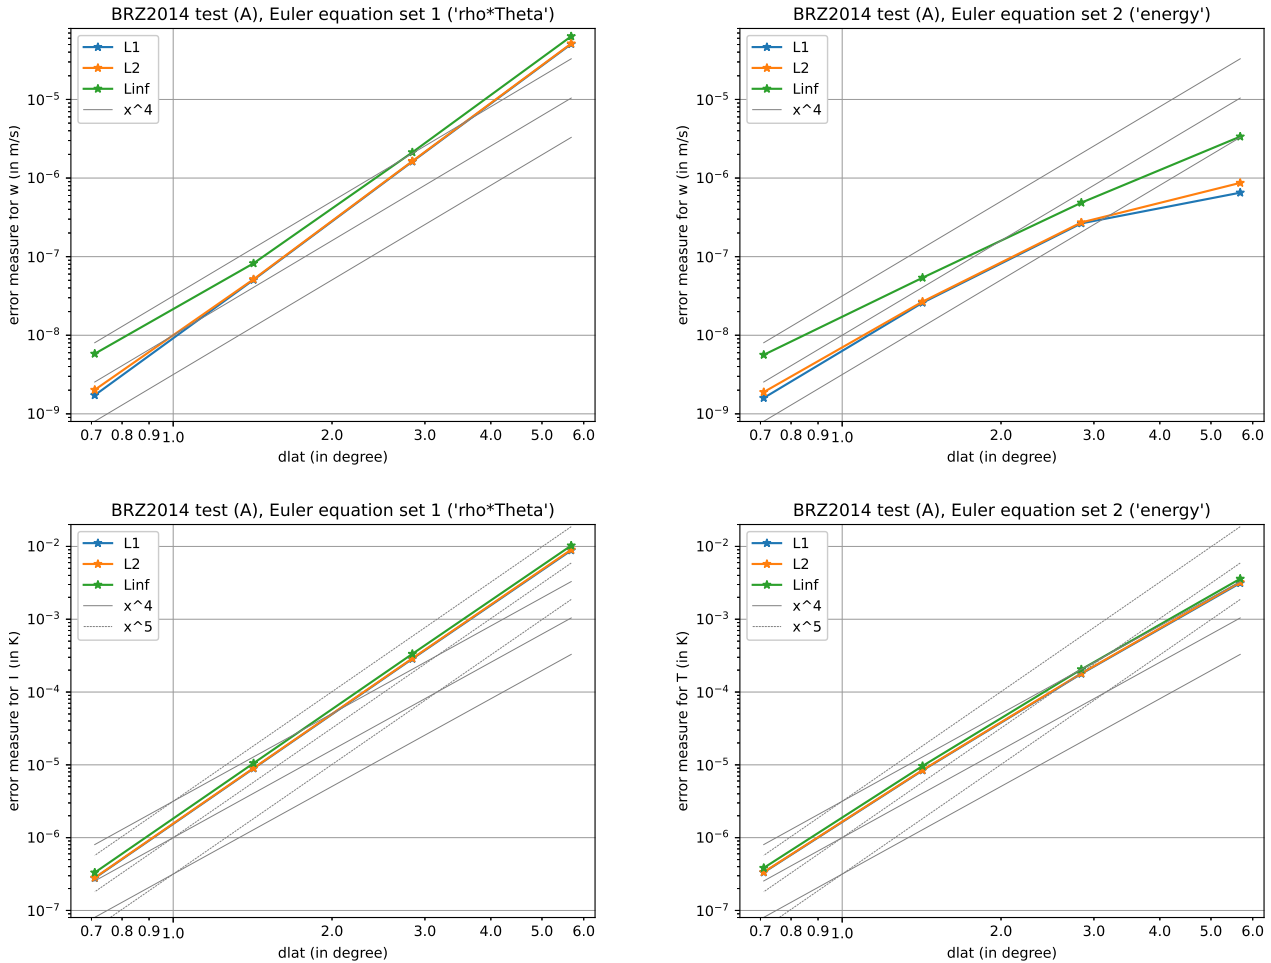 BRZ2014 test (A), Euler equation set 1 ('rho*Theta')
L1
L2
Linf
x^4
error measure for w (in m/s)
10^-5
10^-6
10^-7
10^-8
10^-9
0.7 0.8 0.9 1.0 2.0 3.0 4.0 5.0 6.0
dlat (in degree)
BRZ2014 test (A), Euler equation set 2 ('energy')
L1
L2
Linf
x^4
error measure for w (in m/s)
10^-5
10^-6
10^-7
10^-8
10^-9
0.7 0.8 0.9 1.0 2.0 3.0 4.0 5.0 6.0
dlat (in degree)
BRZ2014 test (A), Euler equation set 1 ('rho*Theta')
L1
L2
Linf
x^4
x^5
error measure for (in K)
10^-2
10^-3
10^-4
10^-5
10^-6
10^-7
0.7 0.8 0.9 1.0 2.0 3.0 4.0 5.0 6.0
dlat (in degree)
BRZ2014 test (A), Euler equation set 2 ('energy')
L1
L2
Linf
x^4
x^5
error measure for T (in K)
10^-2
10^-3
10^-4
10^-5
10^-6
10^-7
0.7 0.8 0.9 1.0 2.0 3.0 4.0 5.0 6.0
dlat (in degree)